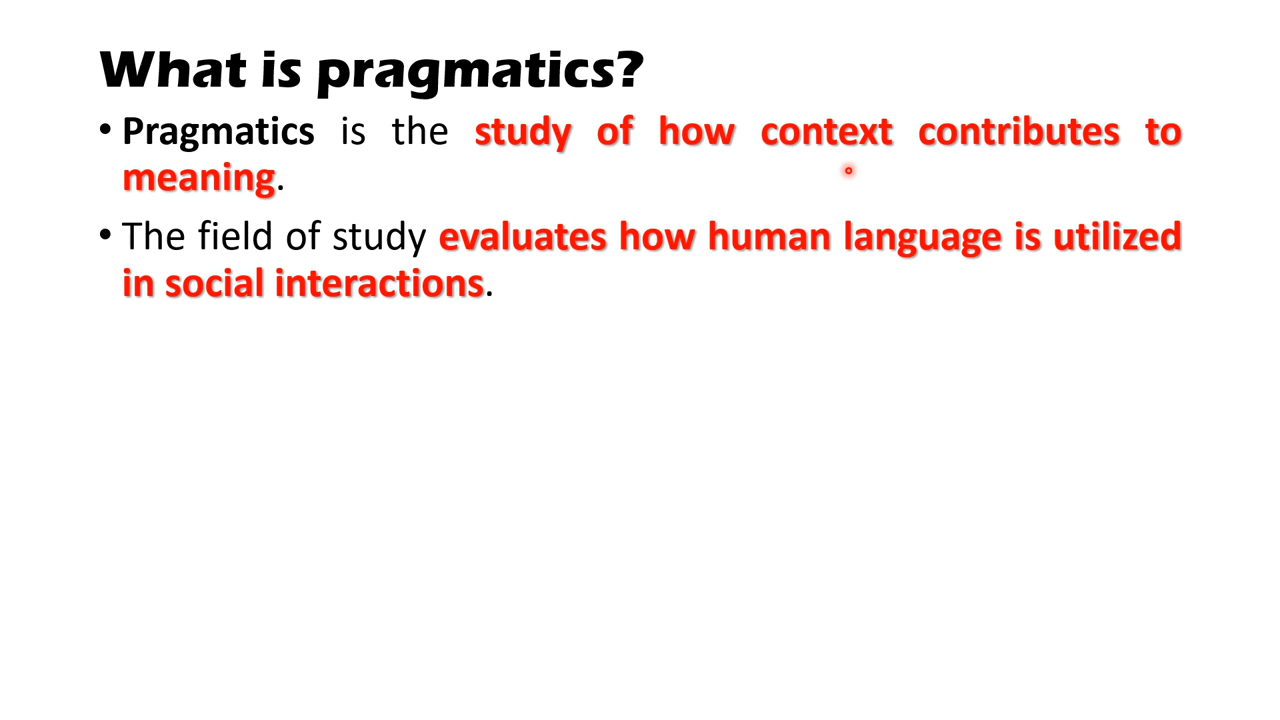 What is pragmatics?
• Pragmatics is the study of how context contributes to
meaning.
• The field of study evaluates how human language is utilized
in social interactions.